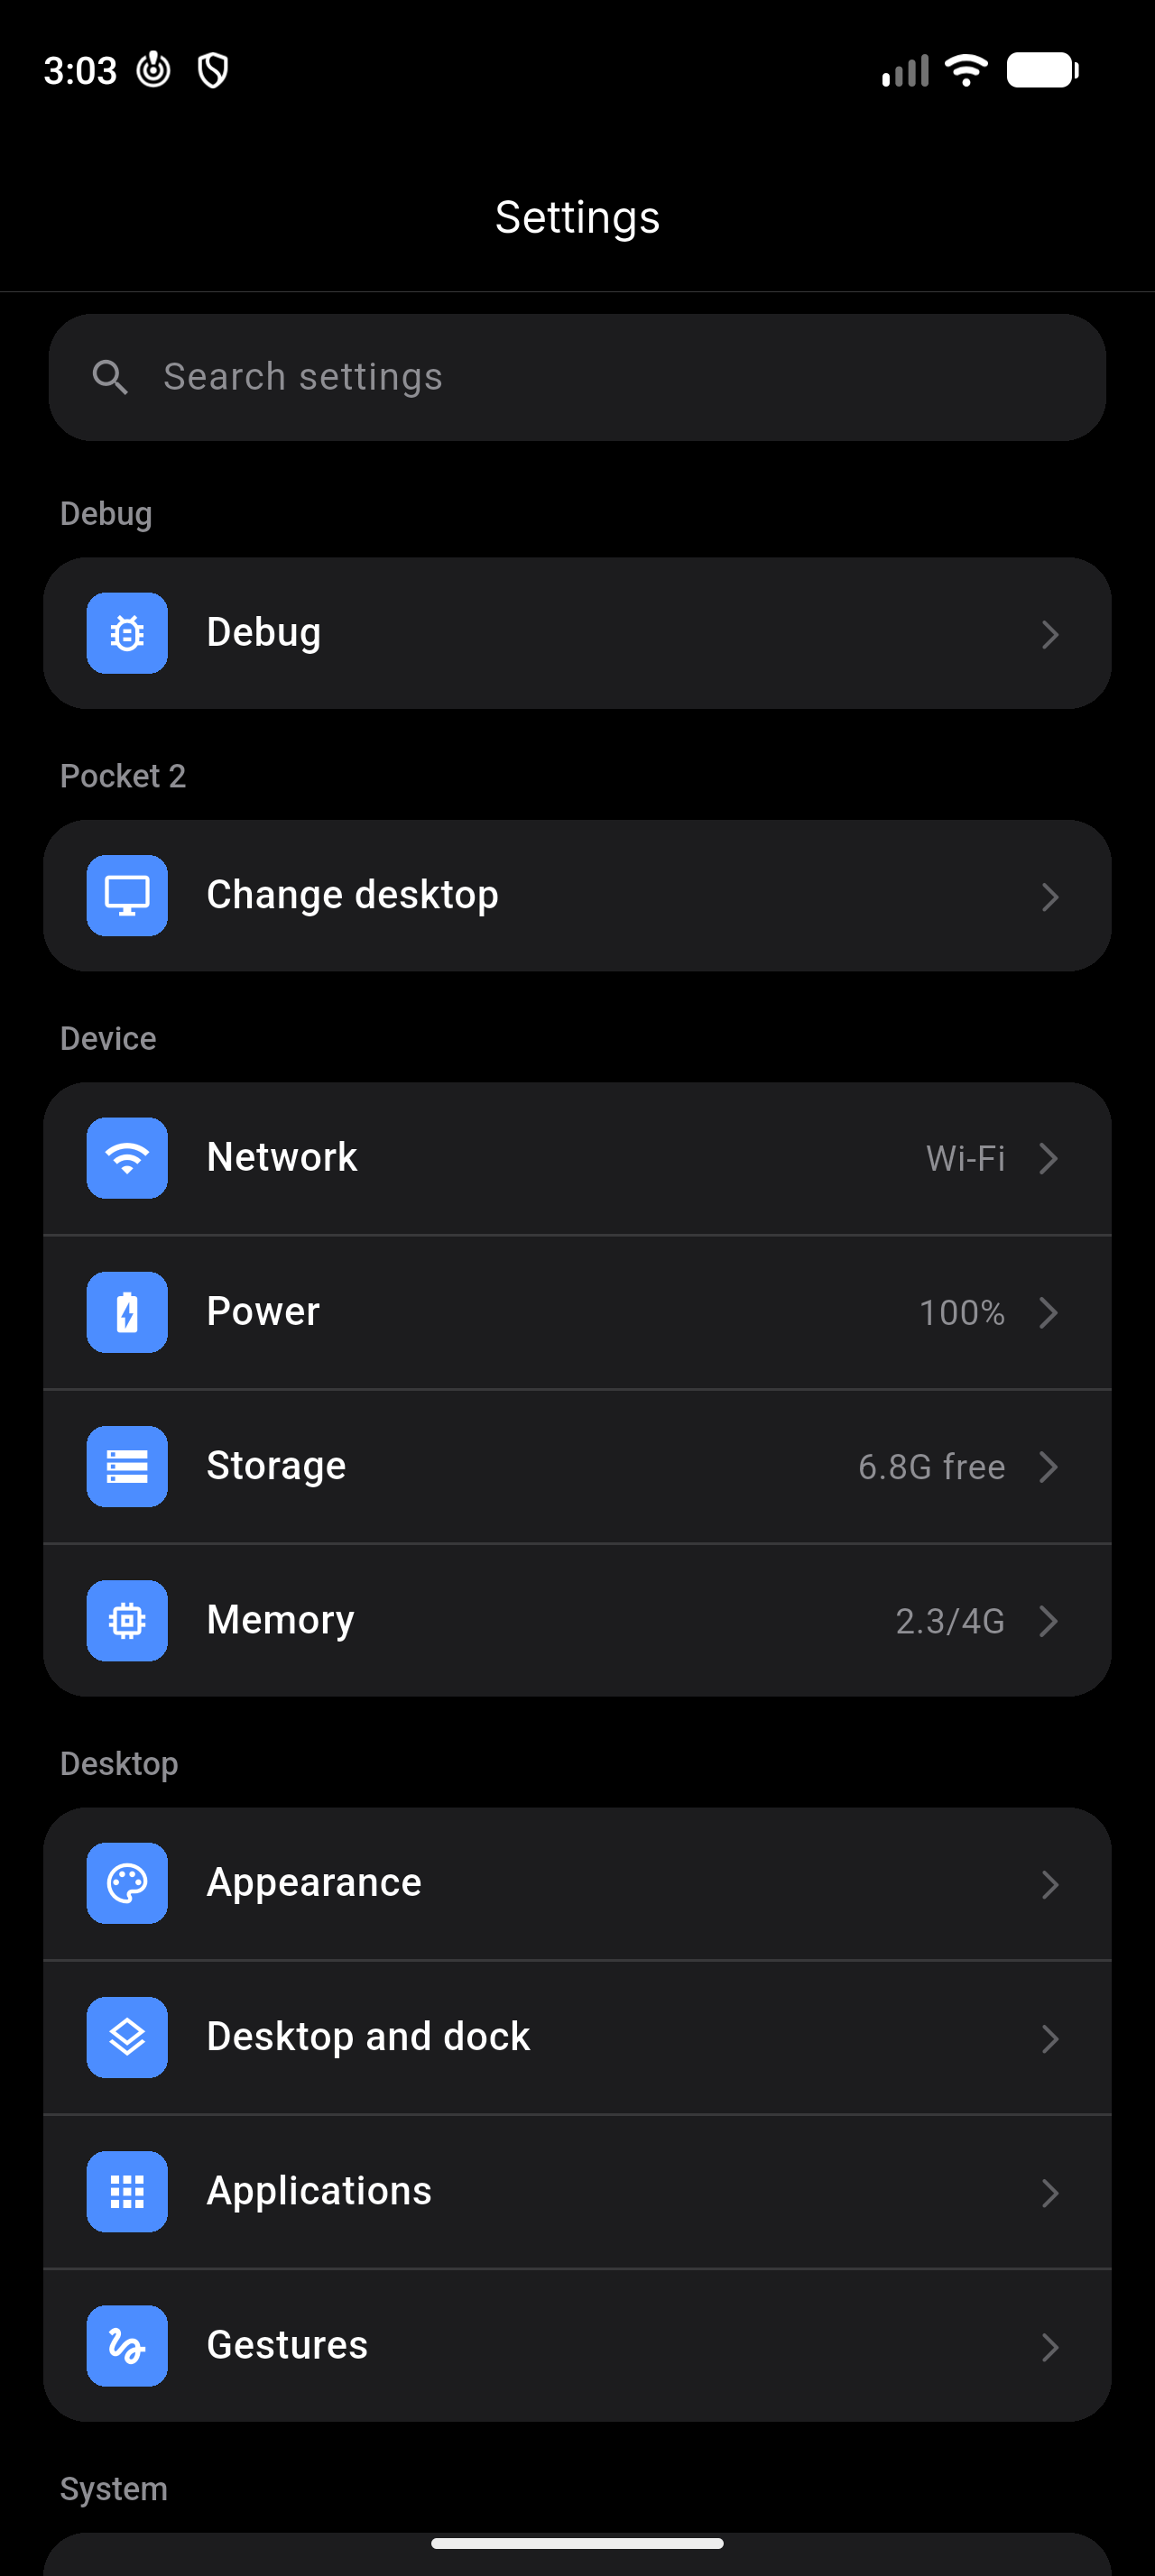 3:03
Settings
Search settings
Debug
Debug
Pocket 2
Change desktop
Device
Network Wi-Fi
Power 100%
Storage 6.8G free
Memory 2.3/4G
Desktop
Appearance
Desktop and dock
Applications
Gestures
System